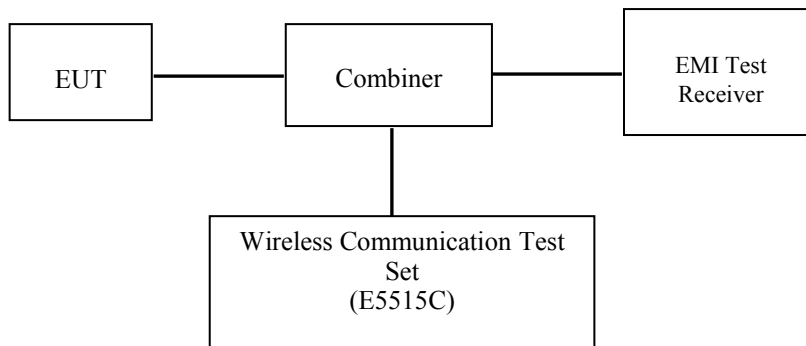 EUT
Combiner
EMI Test
Receiver
Wireless Communication Test
Set
(E5515C)